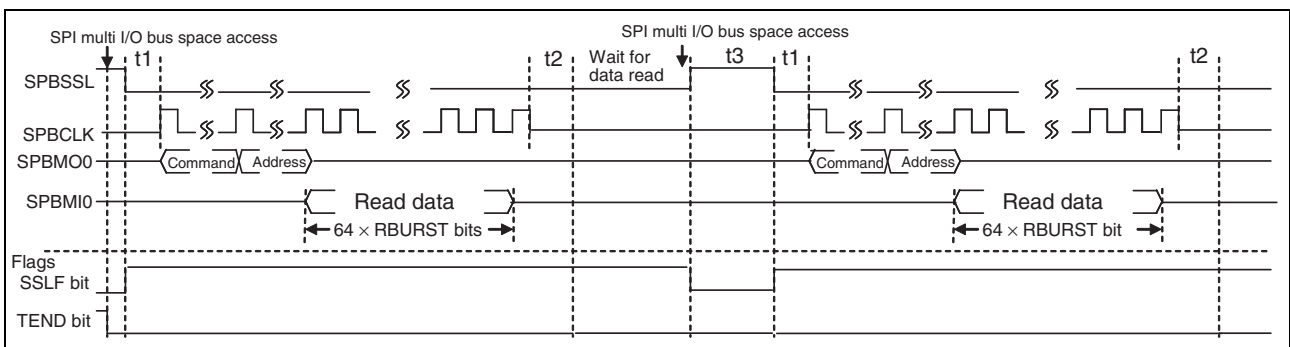 SPI multi I/O bus space access
SPI multi I/O bus space access
t1
t2
Wait for
data read
t3
t1
t2
SPBSSL
SPBCLK
SPBMO0
Command
Address
Command
Address
SPBMI0
Read data
Read data
64 × RBURST bits
64 × RBURST bit
Flags
SSLF bit
TEND bit